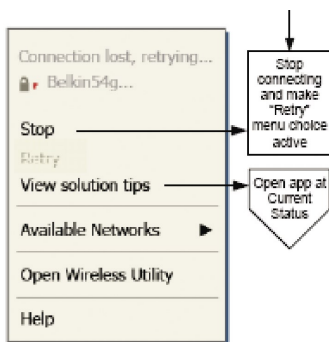 Connection lost, retrying...
Belkin54g...
Stop
Retry
View solution tips
Available Networks
Open Wireless Utility
Help
Stop
connecting
and make
"Retry"
menu choice
active
Open app at
Current
Status